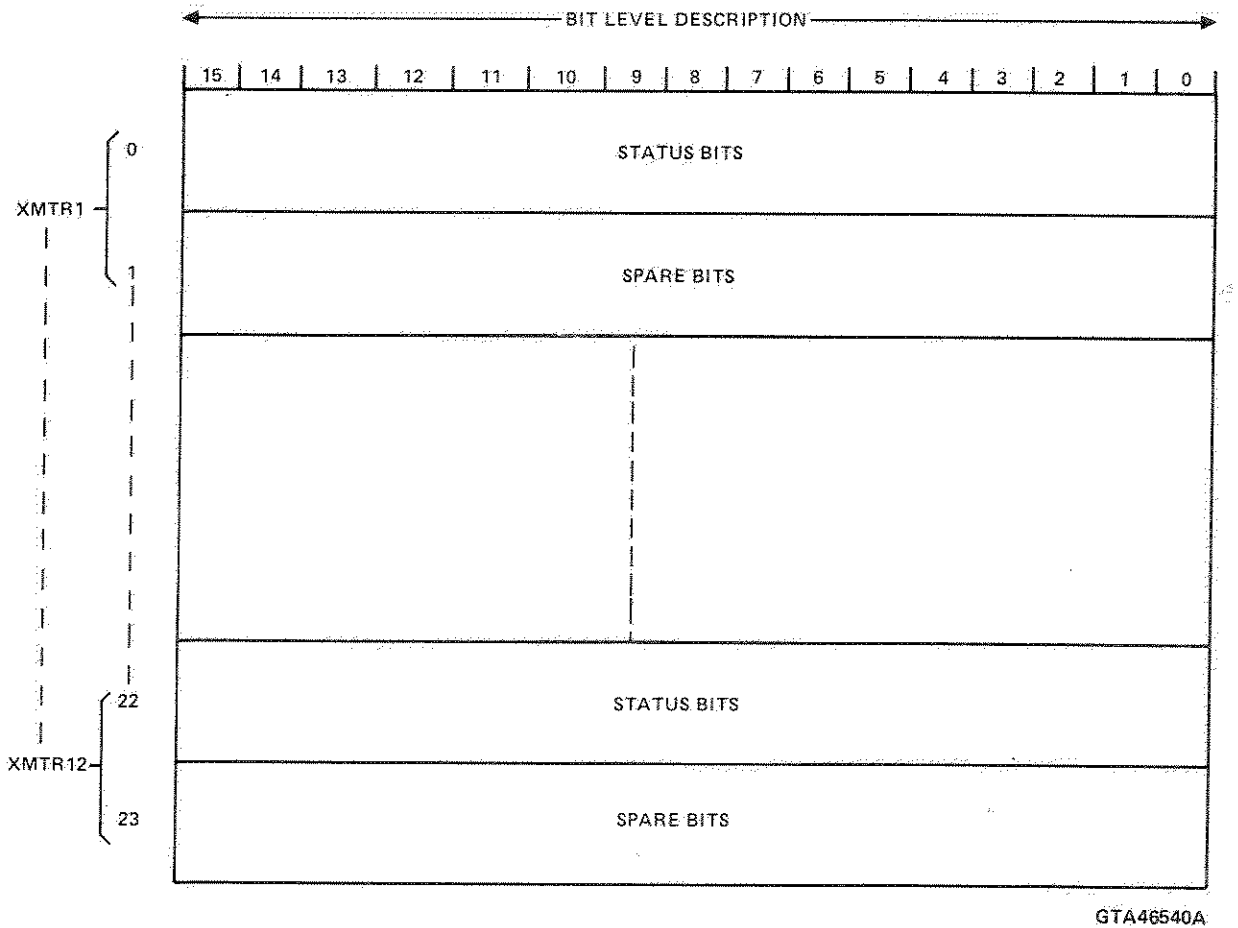 BIT LEVEL DESCRIPTION
15 14 13 12 11 10 9 8 7 6 5 4 3 2 1 0
0 STATUS BITS
XMTR1
1 SPARE BITS
22 STATUS BITS
XMTR12
23 SPARE BITS
GTA46540A